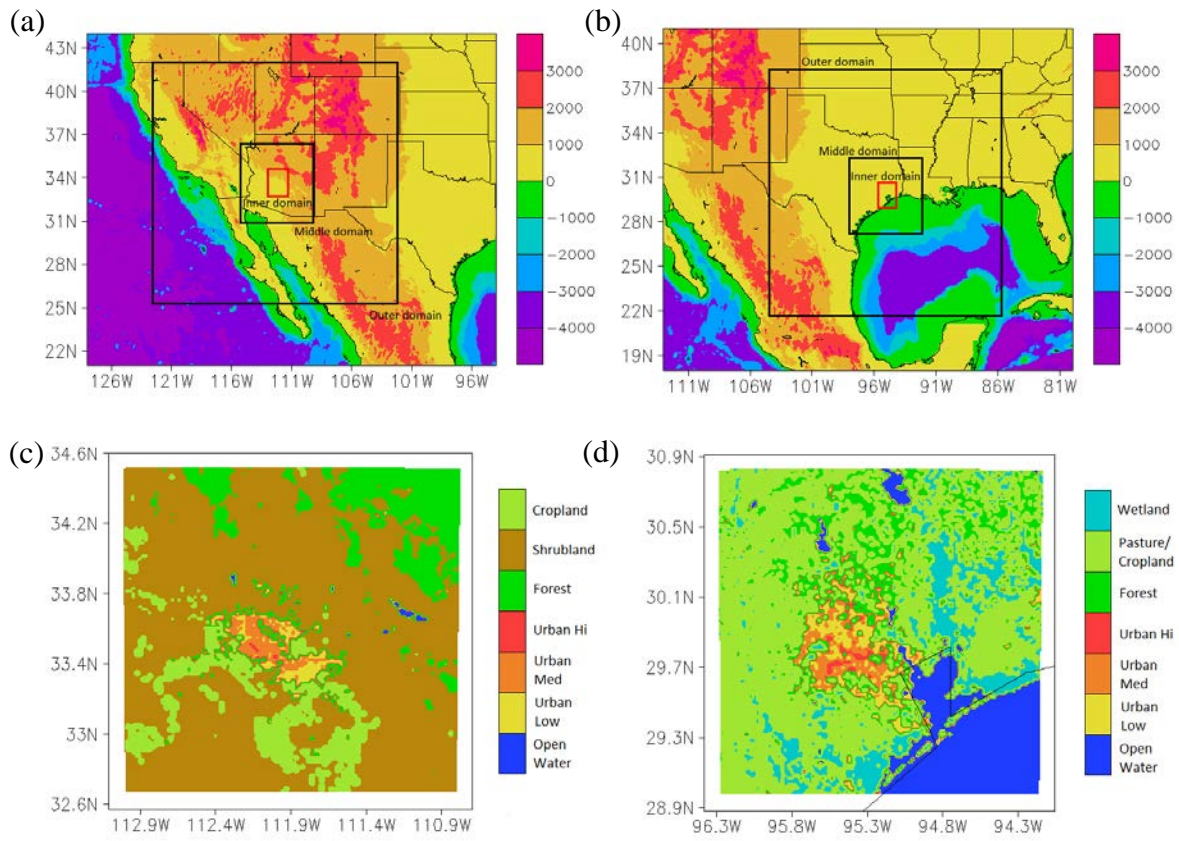 (a)
43N
40N
37N
34N
31N
28N
25N
22N
126W 121W 116W 111W 106W 101W 96W
Inner domain
Middle domain
Outer domain
3000
2000
1000
0
-1000
-2000
-3000
-4000
(b)
40N
37N
34N
31N
28N
25N
22N
19N
111W 106W 101W 96W 91W 86W 81W
Outer domain
Middle domain
Inner domain
3000
2000
1000
0
-1000
-2000
-3000
-4000
(c)
34.6N
34.2N
33.8N
33.4N
33N
32.6N
112.9W 112.4W 111.9W 111.4W 110.9W
Cropland
Shrubland
Forest
Urban Hi
Urban
Med
Urban
Low
Open
Water
(d)
30.9N
30.5N
30.1N
29.7N
29.3N
28.9N
96.3W 95.8W 95.3W 94.8W 94.3W
Wetland
Pasture/
Cropland
Forest
Urban Hi
Urban
Med
Urban
Low
Open
Water